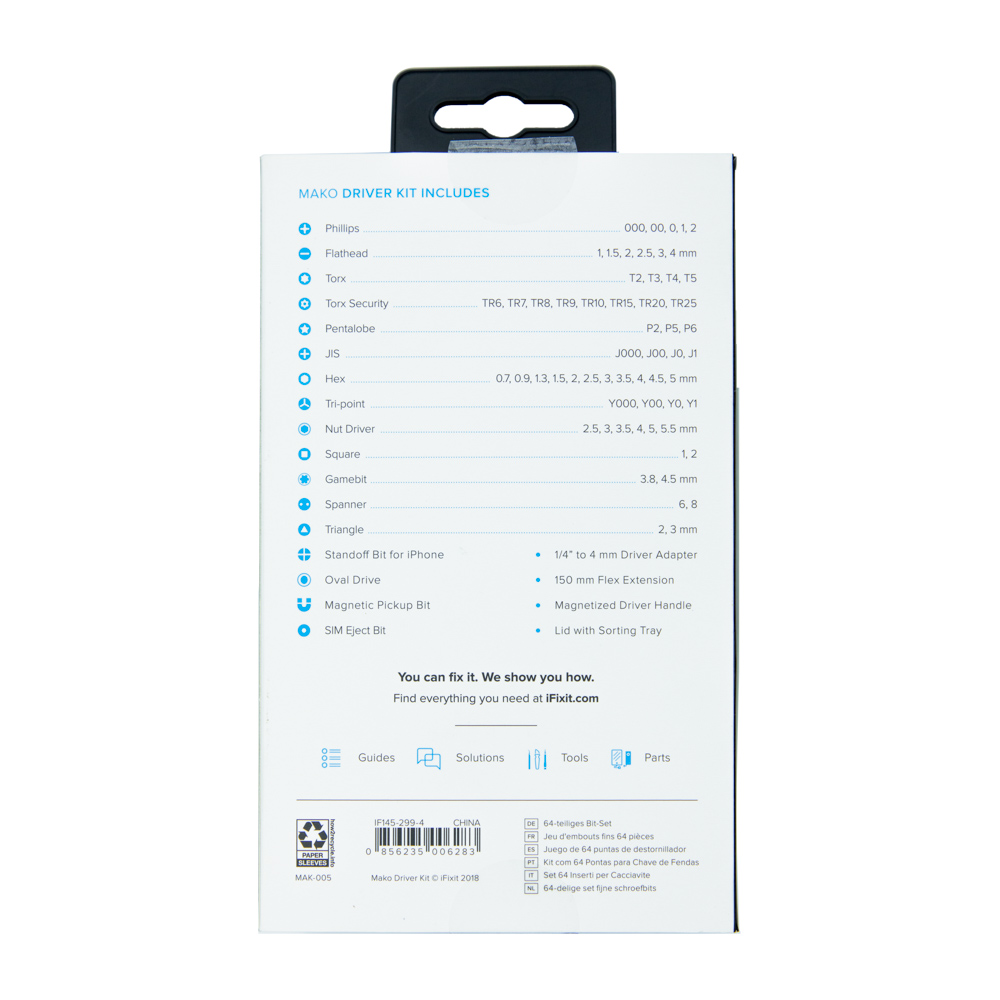 MAKO DRIVER KIT INCLUDES
Phillips 000, 00, 0, 1, 2
Flathead 1, 1.5, 2, 2.5, 3, 4 mm
Torx T2, T3, T4, T5
Torx Security TR6, TR7, TR8, TR9, TR10, TR15, TR20, TR25
Pentalobe P2, P5, P6
JIS J000, J00, J0, J1
Hex 0.7, 0.9, 1.3, 1.5, 2, 2.5, 3, 3.5, 4, 4.5, 5 mm
Tri-point Y000, Y00, Y0, Y1
Nut Driver 2.5, 3, 3.5, 4, 5, 5.5 mm
Square 1, 2
Gamebit 3.8, 4.5 mm
Spanner 6, 8
Triangle 2, 3 mm
Standoff Bit for iPhone • 1/4" to 4 mm Driver Adapter
Oval Drive • 150 mm Flex Extension
Magnetic Pickup Bit • Magnetized Driver Handle
SIM Eject Bit • Lid with Sorting Tray
You can fix it. We show you how.
Find everything you need at iFixit.com
Guides Solutions Tools Parts
how2recycle.info
PAPER
SLEEVES
MAK-005
IF145-299-4 CHINA
0 856235 006283
Mako Driver Kit © iFixit 2018
DE 64-teiliges Bit-Set
FR Jeu d'embouts fins 64 pièces
ES Juego de 64 puntas de destornillador
PT Kit com 64 Pontas para Chave de Fendas
IT Set 64 Inserti per Cacciavite
NL 64-delige set fijne schroefbits